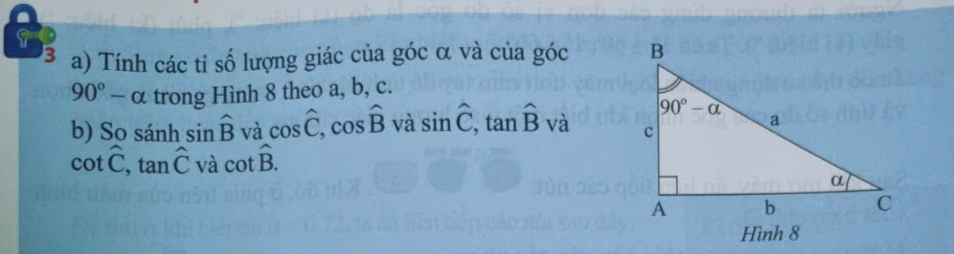 3 a) Tính các tỉ số lượng giác của góc α và của góc
90° – α trong Hình 8 theo a, b, c.
b) So sánh sin B̂ và cos Ĉ, cos B̂ và sin Ĉ, tan B̂ và
cot Ĉ, tan Ĉ và cot B̂.
B
90° – α
a
c
α
A
b
C
Hình 8